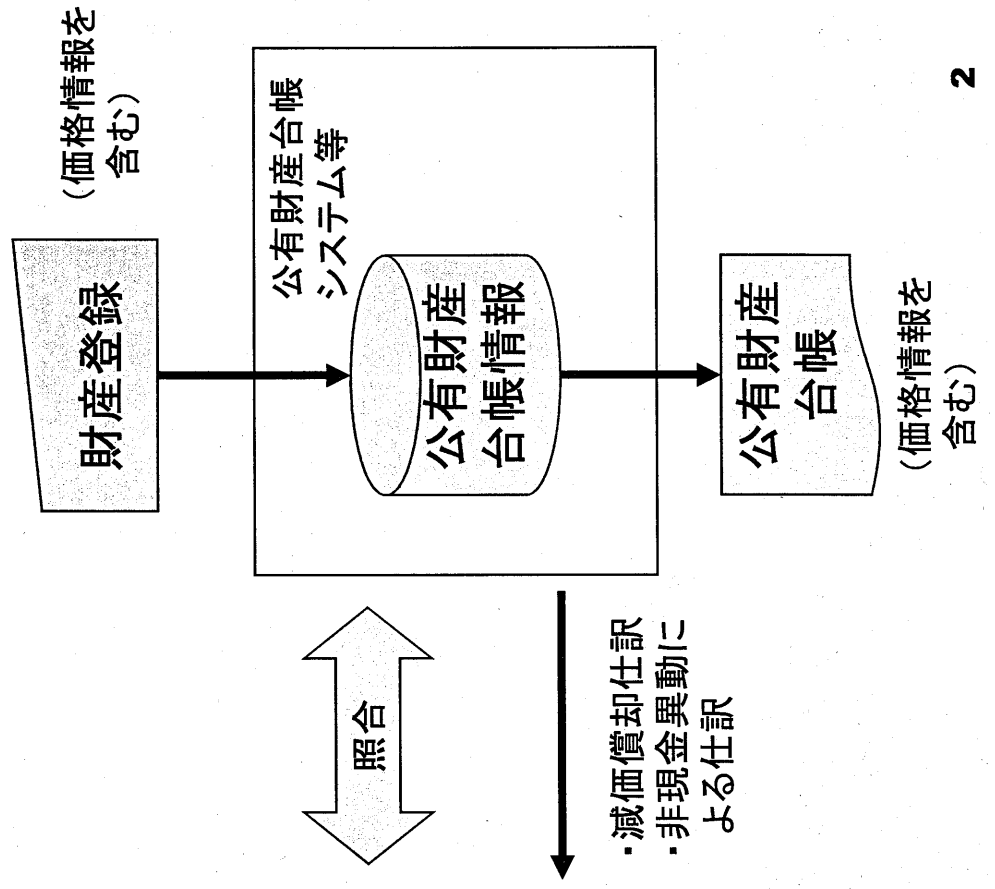 財産登録
（価格情報を
含む）
公有財産台帳
システム等
公有財産
台帳情報
公有財産
台帳
（価格情報を
含む）
照合
・減価償却仕訳
・非現金異動に
よる仕訳
2